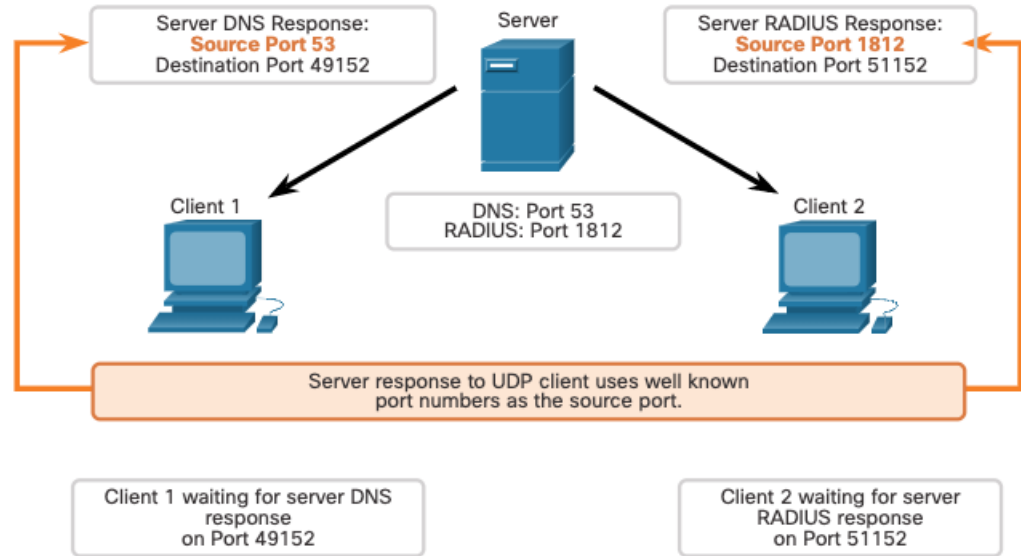 Server DNS Response:
Source Port 53
Destination Port 49152
Server
Server RADIUS Response:
Source Port 1812
Destination Port 51152
Client 1
DNS: Port 53
RADIUS: Port 1812
Client 2
Server response to UDP client uses well known
port numbers as the source port.
Client 1 waiting for server DNS
response
on Port 49152
Client 2 waiting for server
RADIUS response
on Port 51152